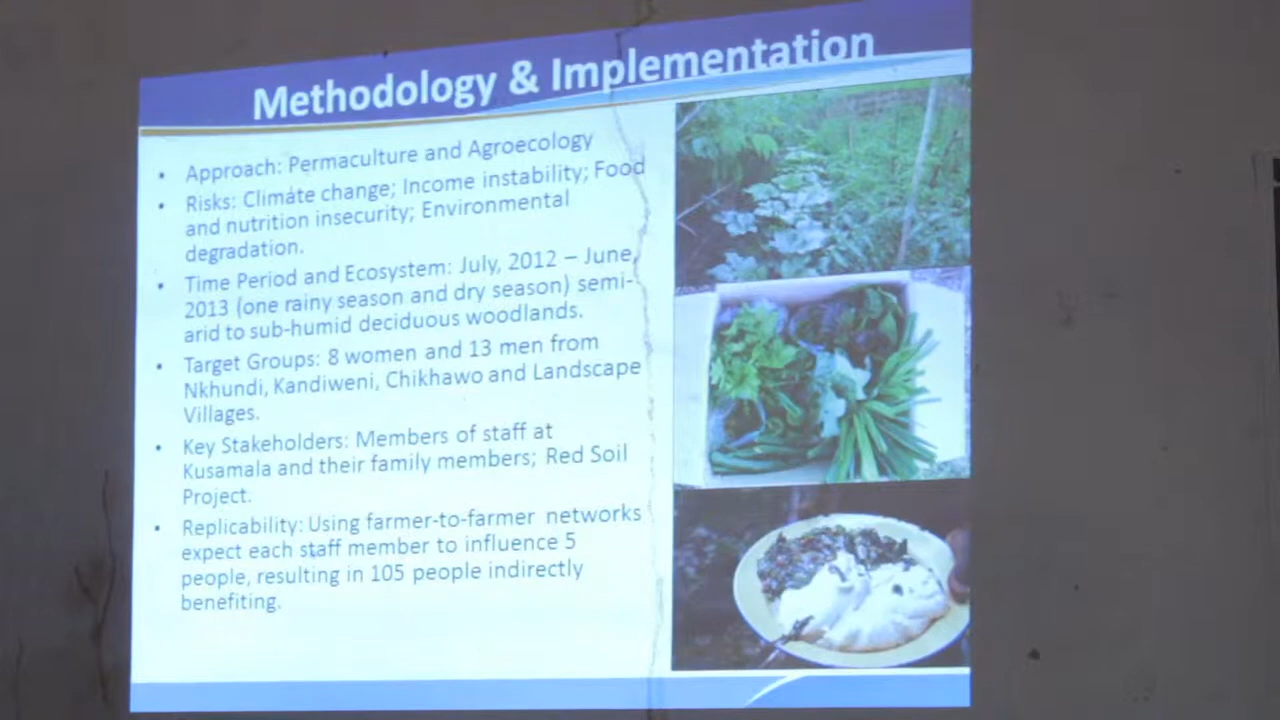 Methodology & Implementation
• Approach: Permaculture and Agroecology
• Risks: Climate change; Income instability; Food
and nutrition insecurity; Environmental
degradation.
• Time Period and Ecosystem: July, 2012 – June,
2013 (one rainy season and dry season) semi-
arid to sub-humid deciduous woodlands.
• Target Groups: 8 women and 13 men from
Nkhundi, Kandiweni, Chikhawo and Landscape
Villages.
• Key Stakeholders: Members of staff at
Kusamala and their family members; Red Soil
Project.
• Replicability: Using farmer-to-farmer networks
expect each staff member to influence 5
people, resulting in 105 people indirectly
benefiting.